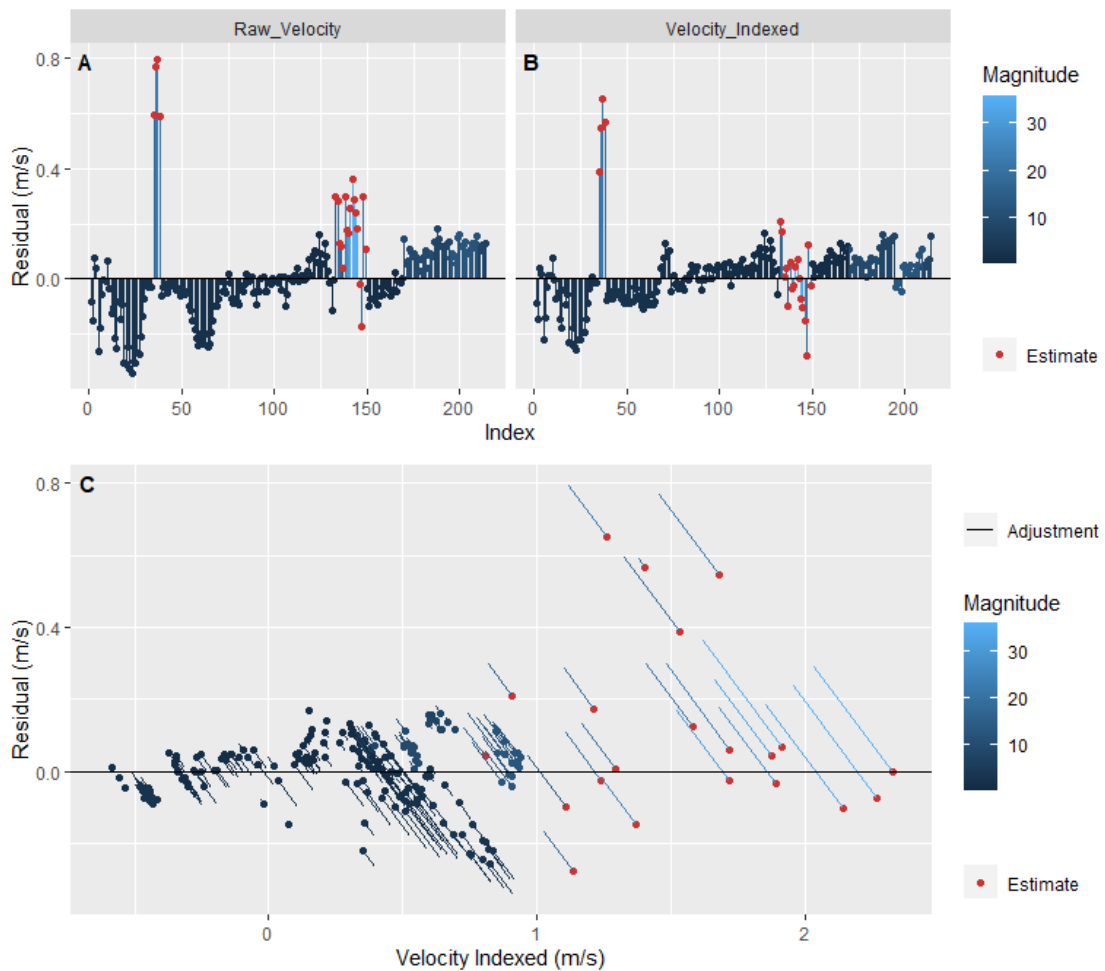 Raw_Velocity
Velocity_Indexed
A
B
0.8
0.4
0.0
Residual (m/s)
0 50 100 150 200
0 50 100 150 200
Index
Magnitude
30
20
10
Estimate
C
0.8
0.4
0.0
Residual (m/s)
0 1 2
Velocity Indexed (m/s)
Adjustment
Magnitude
30
20
10
Estimate